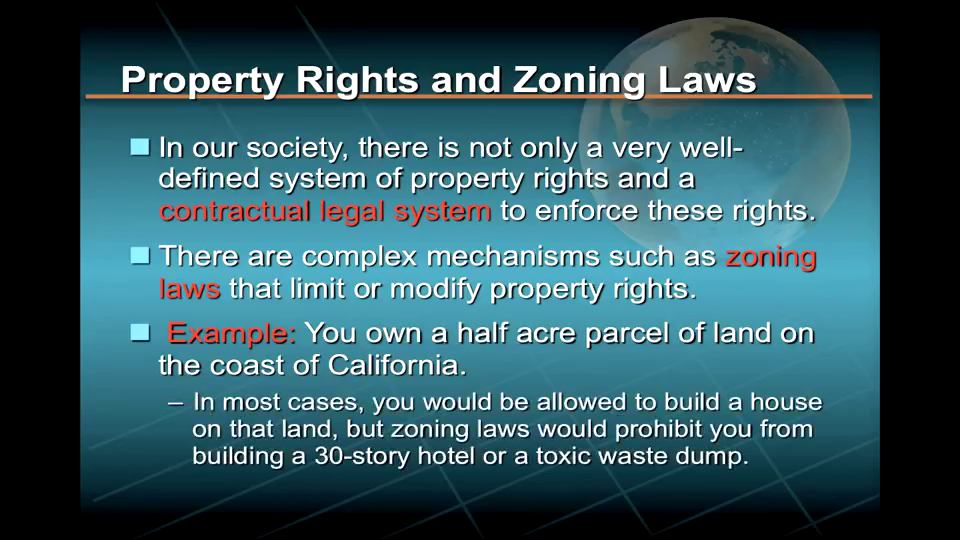 Property Rights and Zoning Laws
In our society, there is not only a very well-
defined system of property rights and a
contractual legal system to enforce these rights.
There are complex mechanisms such as zoning
laws that limit or modify property rights.
Example: You own a half acre parcel of land on
the coast of California.
– In most cases, you would be allowed to build a house
on that land, but zoning laws would prohibit you from
building a 30-story hotel or a toxic waste dump.